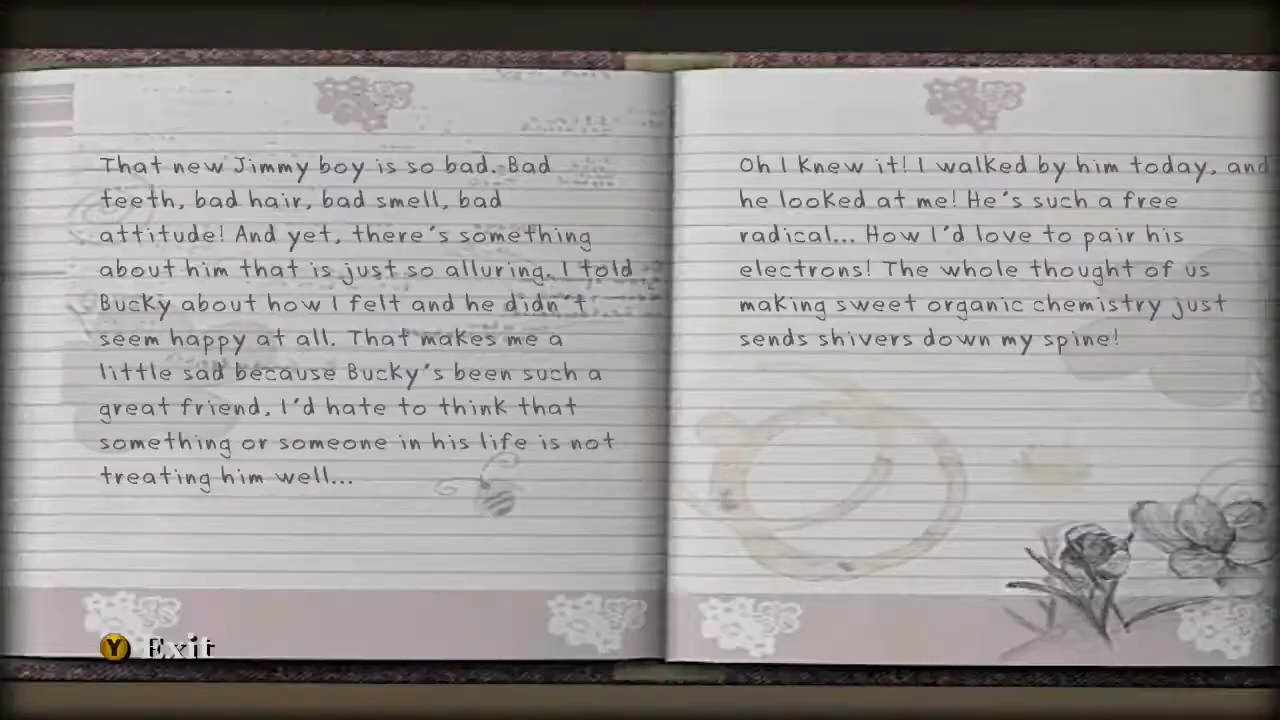 That new Jimmy boy is so bad. Bad
teeth, bad hair, bad smell, bad
attitude! And yet, there's something
about him that is just so alluring. I told
Bucky about how I felt and he didn't
seem happy at all. That makes me a
little sad because Bucky's been such a
great friend, I'd hate to think that
something or someone in his life is not
treating him well...
Oh I knew it! I walked by him today, and
he looked at me! He's such a free
radical... How I'd love to pair his
electrons! The whole thought of us
making sweet organic chemistry just
sends shivers down my spine!
Y Exit